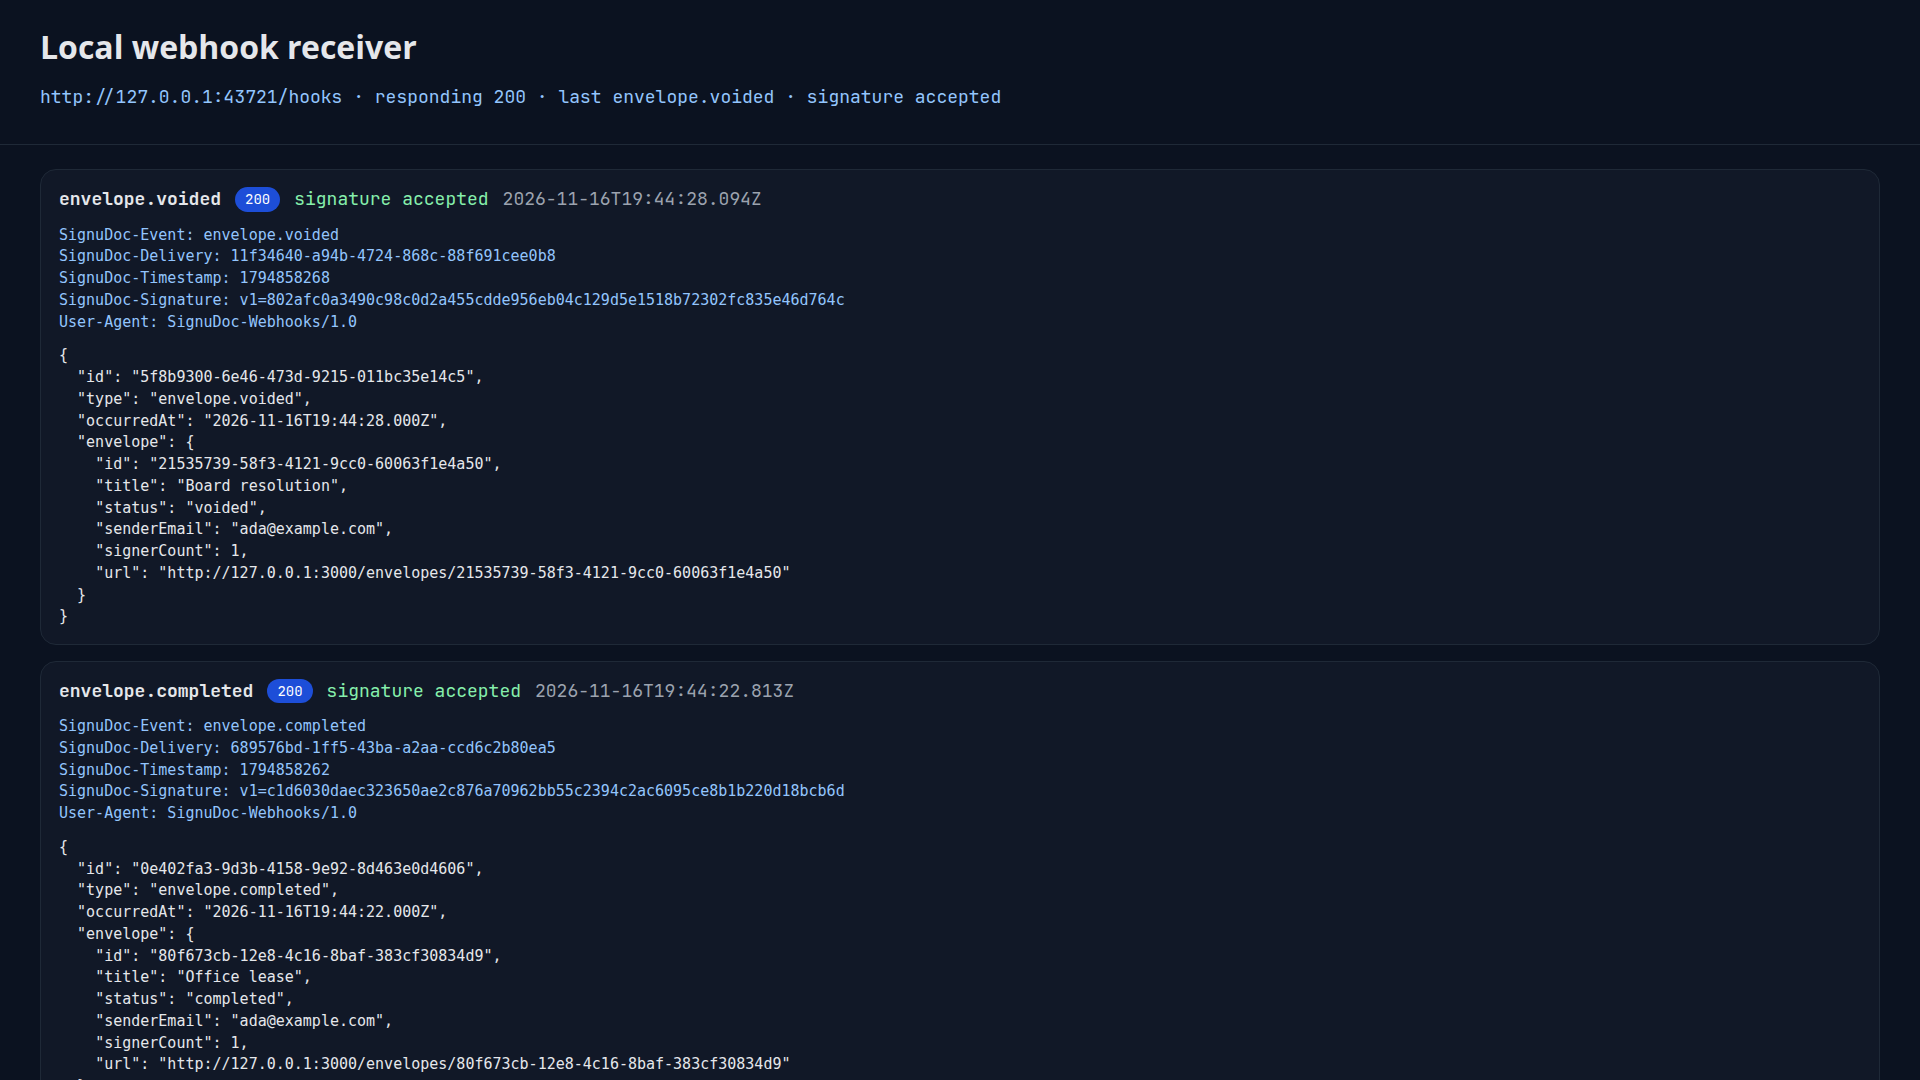 Local webhook receiver
http://127.0.0.1:43721/hooks · responding 200 · last envelope.voided · signature accepted
envelope.voided 200 signature accepted 2026-11-16T19:44:28.094Z
SignuDoc-Event: envelope.voided
SignuDoc-Delivery: 11f34640-a94b-4724-868c-88f691cee0b8
SignuDoc-Timestamp: 1794858268
SignuDoc-Signature: v1=802afc0a3490c98c0d2a455cdde956eb04c129d5e1518b72302fc835e46d764c
User-Agent: SignuDoc-Webhooks/1.0
{
  "id": "5f8b9300-6e46-473d-9215-011bc35e14c5",
  "type": "envelope.voided",
  "occurredAt": "2026-11-16T19:44:28.000Z",
  "envelope": {
    "id": "21535739-58f3-4121-9cc0-60063f1e4a50",
    "title": "Board resolution",
    "status": "voided",
    "senderEmail": "ada@example.com",
    "signerCount": 1,
    "url": "http://127.0.0.1:3000/envelopes/21535739-58f3-4121-9cc0-60063f1e4a50"
  }
}
envelope.completed 200 signature accepted 2026-11-16T19:44:22.813Z
SignuDoc-Event: envelope.completed
SignuDoc-Delivery: 689576bd-1ff5-43ba-a2aa-ccd6c2b80ea5
SignuDoc-Timestamp: 1794858262
SignuDoc-Signature: v1=c1d6030daec323650ae2c876a70962bb55c2394c2ac6095ce8b1b220d18bcb6d
User-Agent: SignuDoc-Webhooks/1.0
{
  "id": "0e402fa3-9d3b-4158-9e92-8d463e0d4606",
  "type": "envelope.completed",
  "occurredAt": "2026-11-16T19:44:22.000Z",
  "envelope": {
    "id": "80f673cb-12e8-4c16-8baf-383cf30834d9",
    "title": "Office lease",
    "status": "completed",
    "senderEmail": "ada@example.com",
    "signerCount": 1,
    "url": "http://127.0.0.1:3000/envelopes/80f673cb-12e8-4c16-8baf-383cf30834d9"